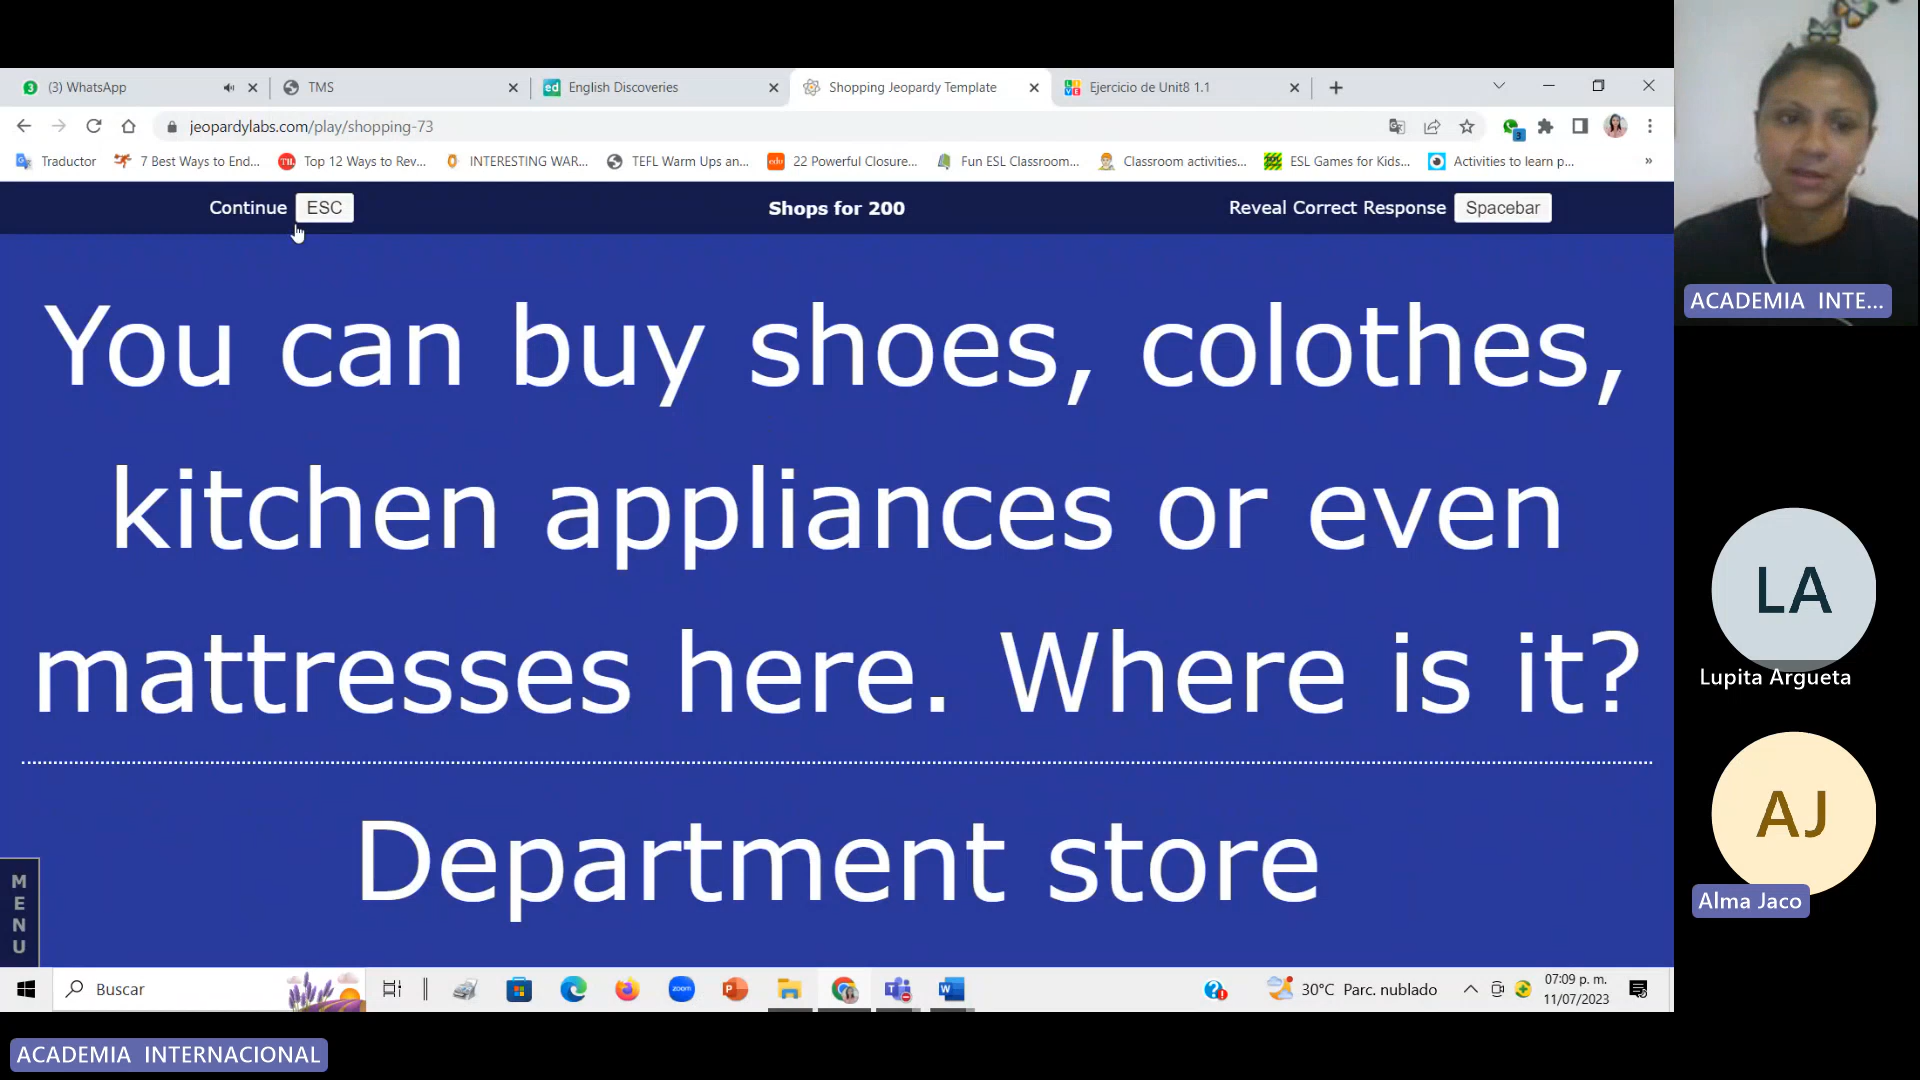 (3) WhatsApp
TMS
English Discoveries
Shopping Jeopardy Template
Ejercicio de Unit8 1.1
jeopardylabs.com/play/shopping-73
Traductor
7 Best Ways to End...
Top 12 Ways to Rev...
INTERESTING WAR...
TEFL Warm Ups an...
22 Powerful Closure...
Fun ESL Classroom...
Classroom activities...
ESL Games for Kids...
Activities to learn p...
»
Continue ESC
Shops for 200
Reveal Correct Response Spacebar
You can buy shoes, colothes,
kitchen appliances or even
mattresses here. Where is it?
Department store
MENU
Buscar
30°C Parc. nublado
07:09 p. m.
11/07/2023
ACADEMIA INTERNACIONAL
ACADEMIA INTE...
LA
Lupita Argueta
AJ
Alma Jaco